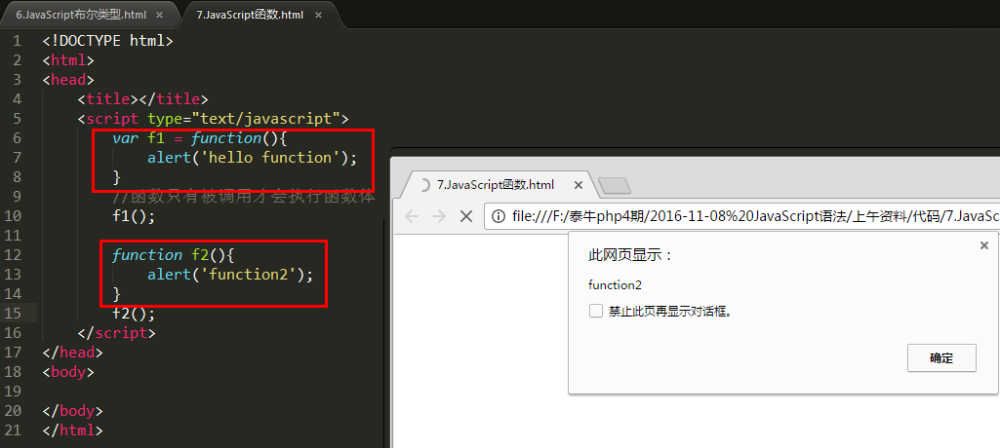 6.JavaScript布尔类型.html ×
7.JavaScript函数.html ×
1 <!DOCTYPE html>
2 <html>
3 <head>
4 <title></title>
5 <script type="text/javascript">
6 var f1 = function(){
7 alert('hello function');
8 }
9 //函数只有被调用才会执行函数体
10 f1();
11
12 function f2(){
13 alert('function2');
14 }
15 f2();
16 </script>
17 </head>
18 <body>
19
20 </body>
21 </html>
7.JavaScript函数.html ×
file:///F:/泰牛php4期/2016-11-08%20JavaScript语法/上午资料/代码/7.JavaSc
此网页显示：
function2
禁止此页再显示对话框。
确定